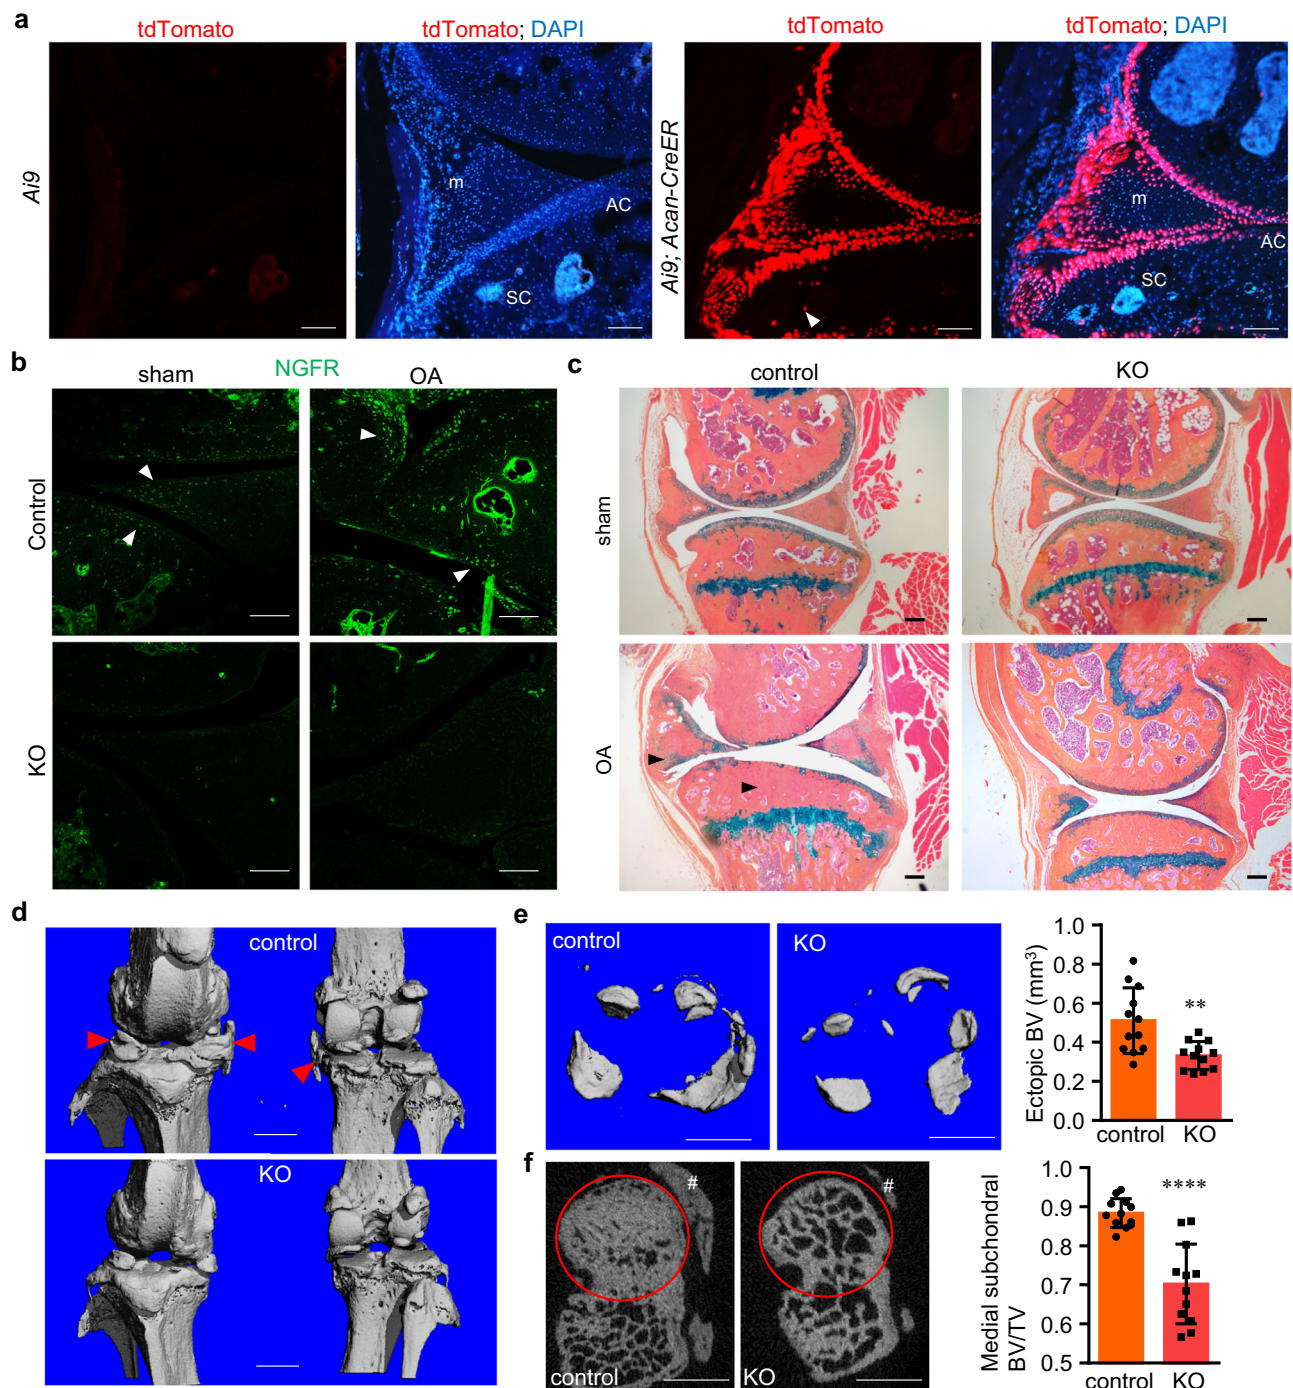 a
tdTomato
tdTomato; DAPI
tdTomato
tdTomato; DAPI
Ai9
m
AC
SC
Ai9; Acan-CreER
m
AC
SC
b
sham
NGFR
OA
Control
KO
c
control
KO
sham
OA
d
control
KO
e
control
KO
Ectopic BV (mm³)
1.0
0.8
0.6
0.4
0.2
0.0
**
control
KO
f
#
control
#
KO
Medial subchondral
BV/TV
1.0
0.9
0.8
0.7
0.6
0.5
****
control
KO